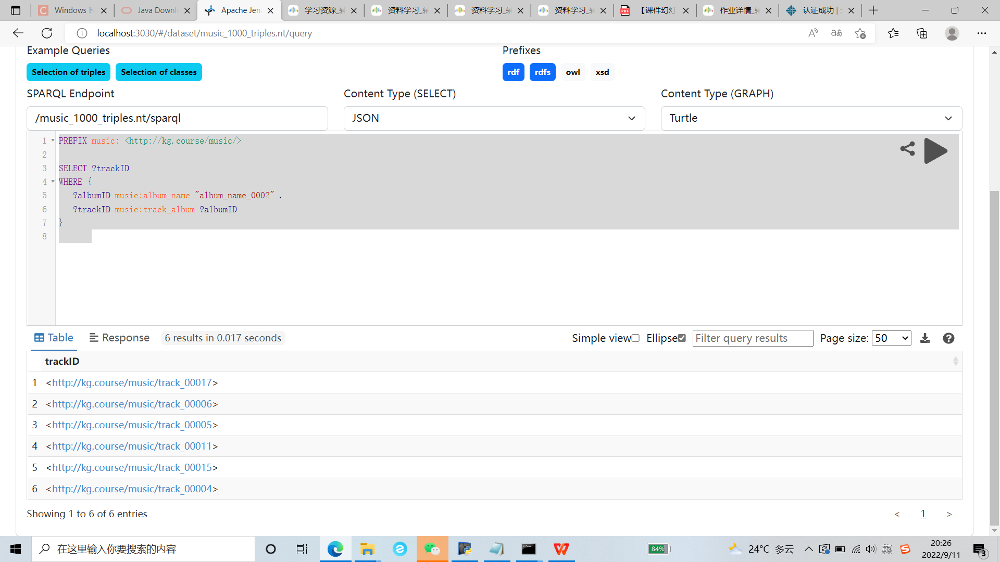 Windows下
Java Downl
Apache Jen
学习资源_辅
资料学习_辅
资料学习_辅
资料学习_辅
【课件幻灯
作业详情_辅
认证成功 |
localhost:3030/#/dataset/music_1000_triples.nt/query
Example Queries
Prefixes
Selection of triples
Selection of classes
rdf
rdfs
owl
xsd
SPARQL Endpoint
Content Type (SELECT)
Content Type (GRAPH)
/music_1000_triples.nt/sparql
JSON
Turtle
1 PREFIX music: <http://kg.course/music/>
2
3 SELECT ?trackID
4 WHERE {
5 ?albumID music:album_name "album_name_0002" .
6 ?trackID music:track_album ?albumID
7 }
8
Table
Response
6 results in 0.017 seconds
Simple view
Ellipse
Filter query results
Page size: 50
trackID
1 <http://kg.course/music/track_00017>
2 <http://kg.course/music/track_00006>
3 <http://kg.course/music/track_00005>
4 <http://kg.course/music/track_00011>
5 <http://kg.course/music/track_00015>
6 <http://kg.course/music/track_00004>
Showing 1 to 6 of 6 entries
< 1 >
在这里输入你要搜索的内容
84%
24°C 多云
英
20:26
2022/9/11
3